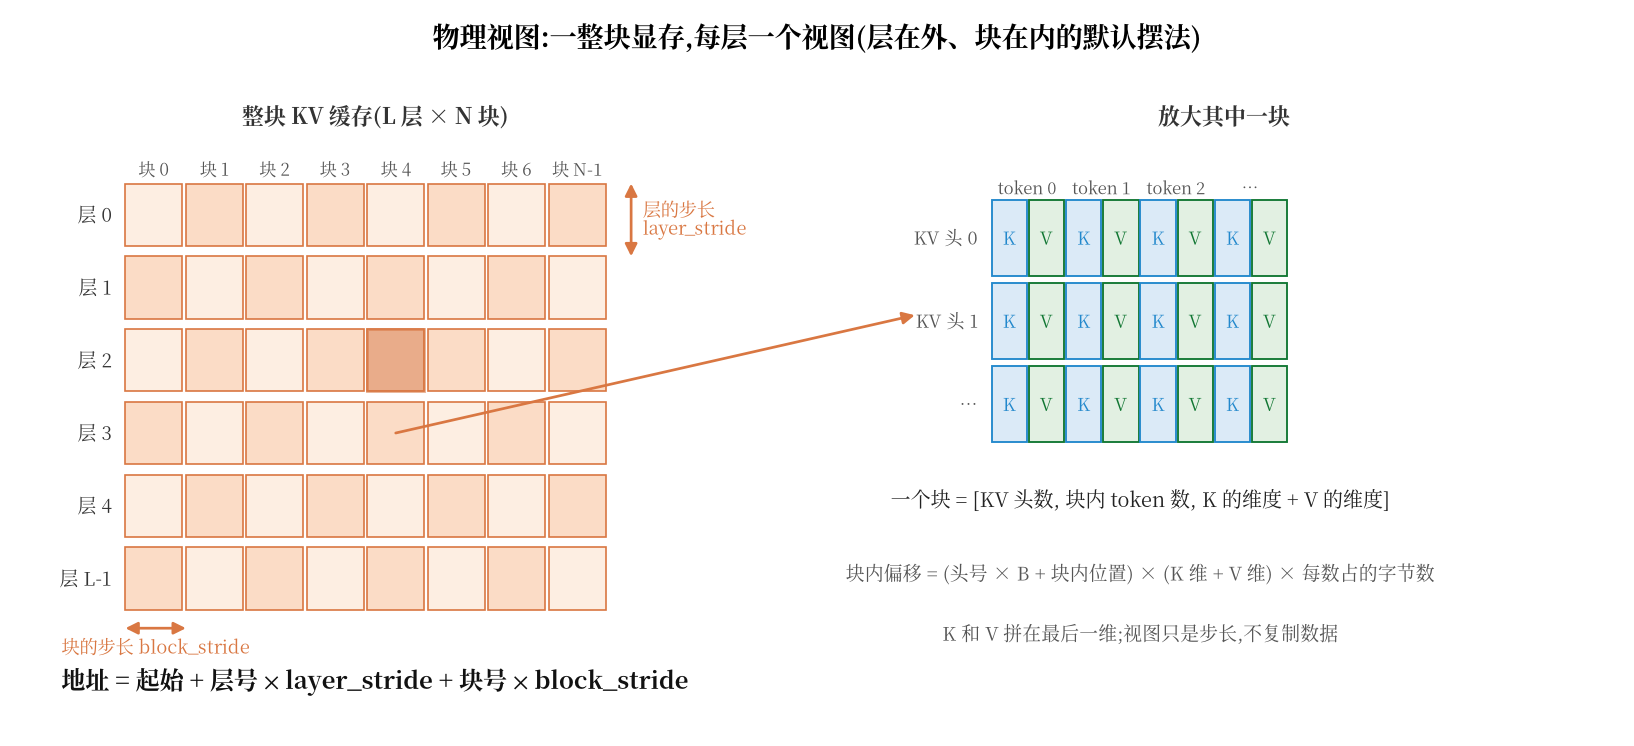 物理视图:一整块显存,每层一个视图(层在外、块在内的默认摆法)
整块 KV 缓存(L 层 × N 块)
块 0 块 1 块 2 块 3 块 4 块 5 块 6 块 N-1
层 0
层 1
层 2
层 3
层 4
层 L-1
层的步长
layer_stride
块的步长 block_stride
地址 = 起始 + 层号 × layer_stride + 块号 × block_stride
放大其中一块
token 0 token 1 token 2 ···
KV 头 0 K V K V K V K V
KV 头 1 K V K V K V K V
··· K V K V K V K V
一个块 = [KV 头数, 块内 token 数, K 的维度 + V 的维度]
块内偏移 = (头号 × B + 块内位置) × (K 维 + V 维) × 每数占的字节数
K 和 V 拼在最后一维;视图只是步长,不复制数据